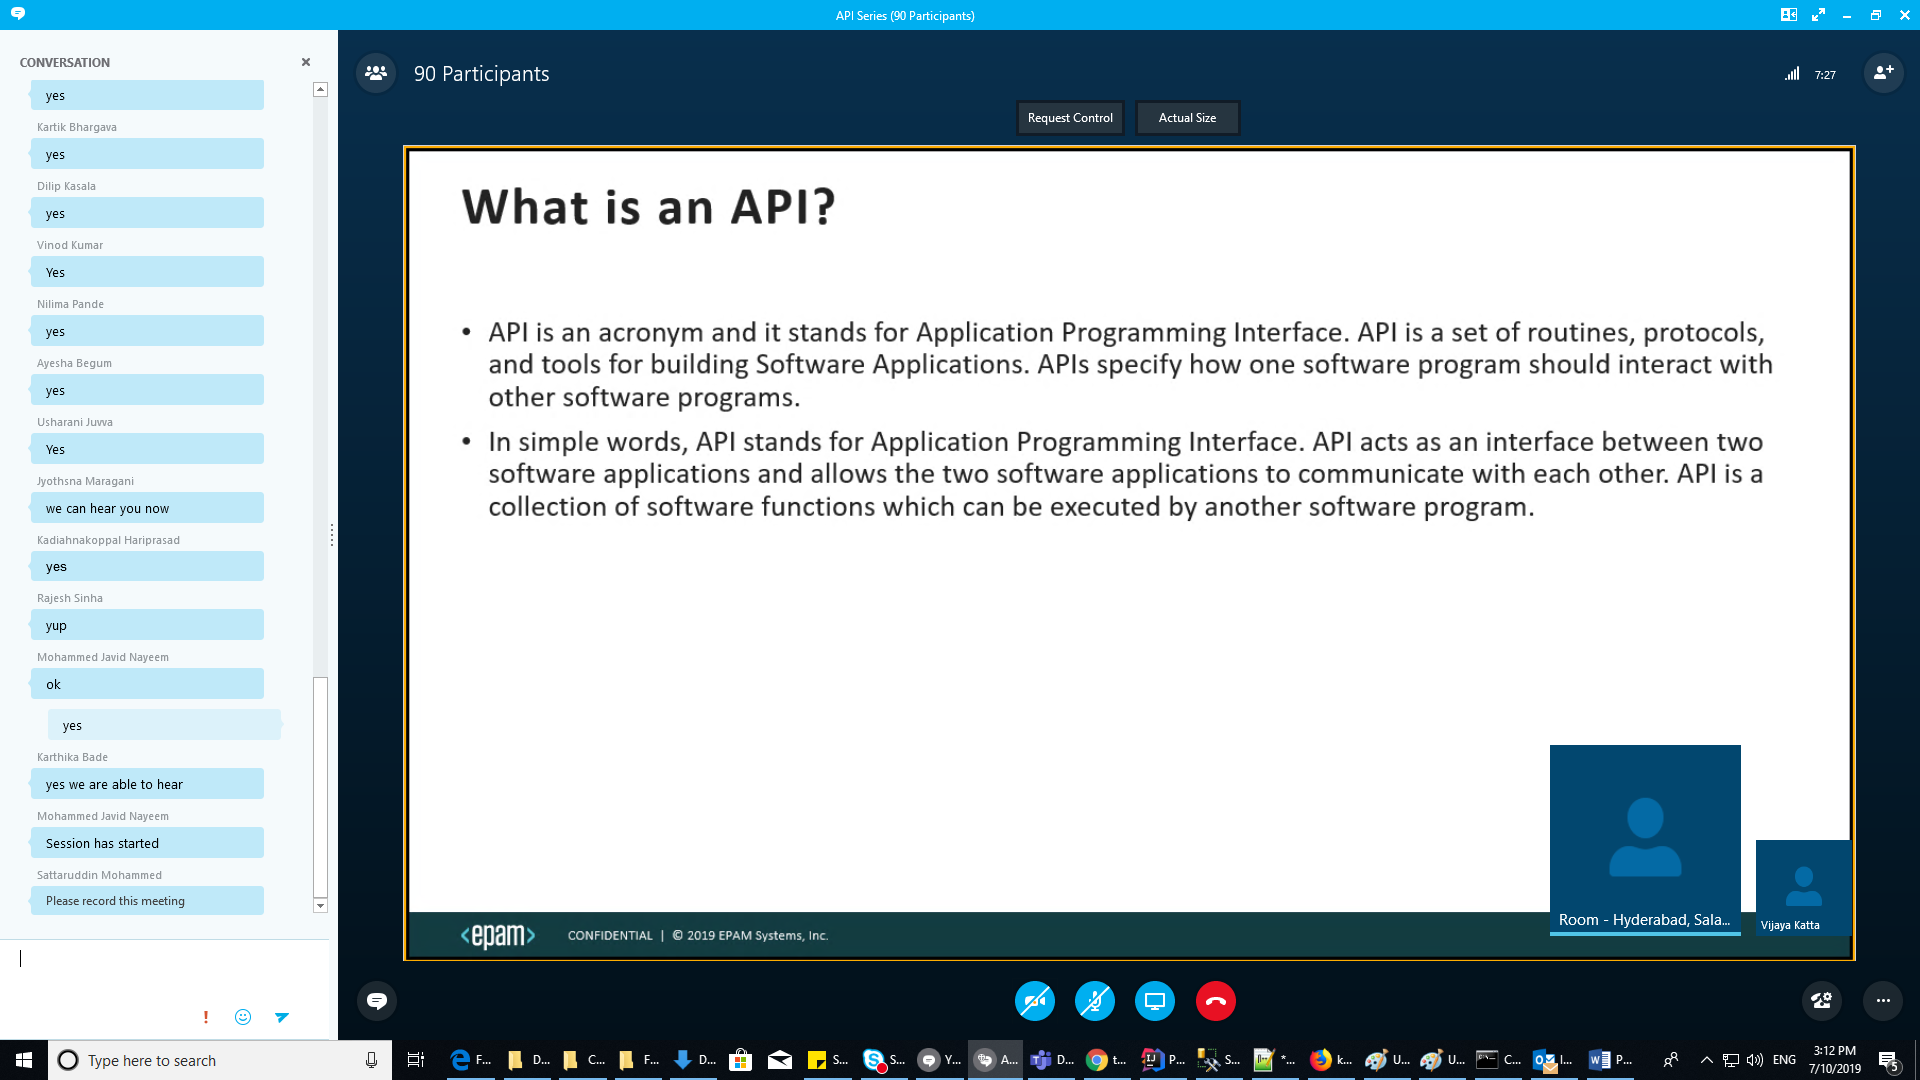 API Series (90 Participants)
CONVERSATION
yes
Kartik Bhargava
yes
Dilip Kasala
yes
Vinod Kumar
Yes
Nilima Pande
yes
Ayesha Begum
yes
Usharani Juvva
Yes
Jyothsna Maragani
we can hear you now
Kadiahnakoppal Hariprasad
yes
Rajesh Sinha
yup
Mohammed Javid Nayeem
ok
yes
Karthika Bade
yes we are able to hear
Mohammed Javid Nayeem
Session has started
Sattaruddin Mohammed
Please record this meeting
90 Participants
7:27
Request Control
Actual Size
What is an API?
• API is an acronym and it stands for Application Programming Interface. API is a set of routines, protocols,
and tools for building Software Applications. APIs specify how one software program should interact with
other software programs.
• In simple words, API stands for Application Programming Interface. API acts as an interface between two
software applications and allows the two software applications to communicate with each other. API is a
collection of software functions which can be executed by another software program.
Room - Hyderabad, Sala...
Vijaya Katta
<epam> CONFIDENTIAL | © 2019 EPAM Systems, Inc.
Type here to search
F... D... C... F... D... S... S... Y... A... D... t... P... S... *... k... U... U... C... I... P...
ENG
3:12 PM
7/10/2019
5